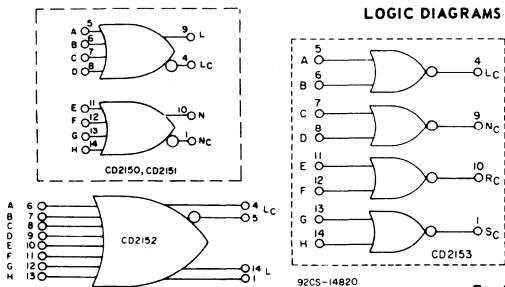 LOGIC DIAGRAMS
A 5
B 6
C 7
D 8
9 L
4 LC
E 11
F 12
G 13
H 14
10 N
1 NC
CD2150, CD2151
A 6
B 7
C 8
D 9
E 10
F 11
G 12
H 13
CD2152
4 LC
5
14 L
1
A 5
B 6
4 LC
C 7
D 8
9 NC
E 11
F 12
10 RC
G 13
H 14
1 SC
CD2153
92CS-14820